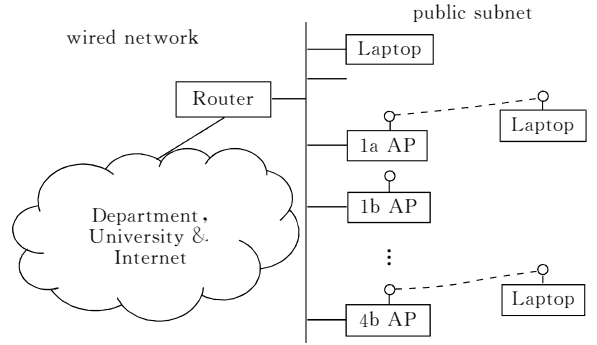 public subnet
wired network
Laptop
Router
Laptop
1a AP
1b AP
Department,
University &
Internet
⋮
Laptop
4b AP